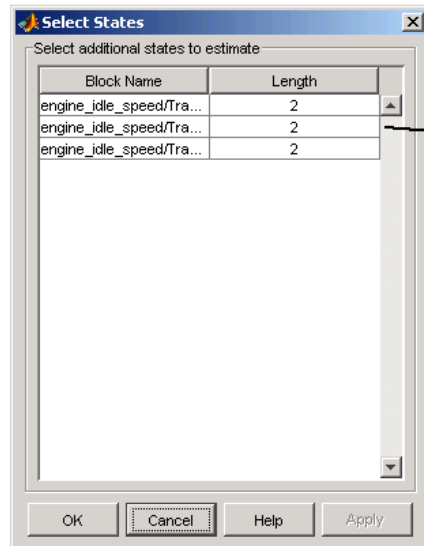 Select States
Select additional states to estimate
Block Name Length
engine_idle_speed/Tra... 2
engine_idle_speed/Tra... 2
engine_idle_speed/Tra... 2
OK Cancel Help Apply